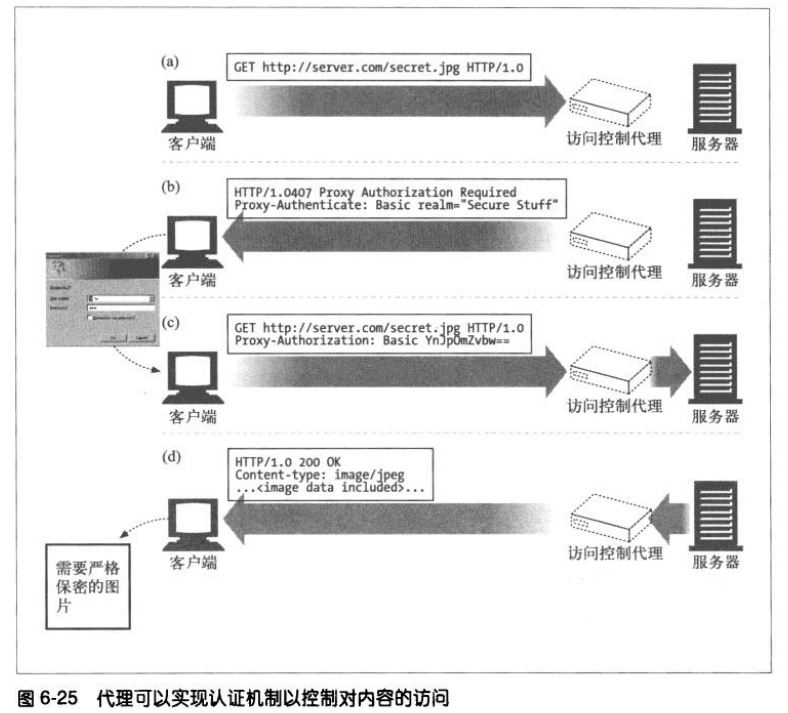 (a)
GET http://server.com/secret.jpg HTTP/1.0
客户端
访问控制代理
服务器
(b)
HTTP/1.0407 Proxy Authorization Required
Proxy-Authenticate: Basic realm="Secure Stuff"
客户端
访问控制代理
服务器
(c)
GET http://server.com/secret.jpg HTTP/1.0
Proxy-Authorization: Basic YnJpOmZvbw==
客户端
访问控制代理
服务器
(d)
HTTP/1.0 200 OK
Content-type: image/jpeg
...<image data included>...
客户端
访问控制代理
服务器
需要严格
保密的图
片
图 6-25 代理可以实现认证机制以控制对内容的访问